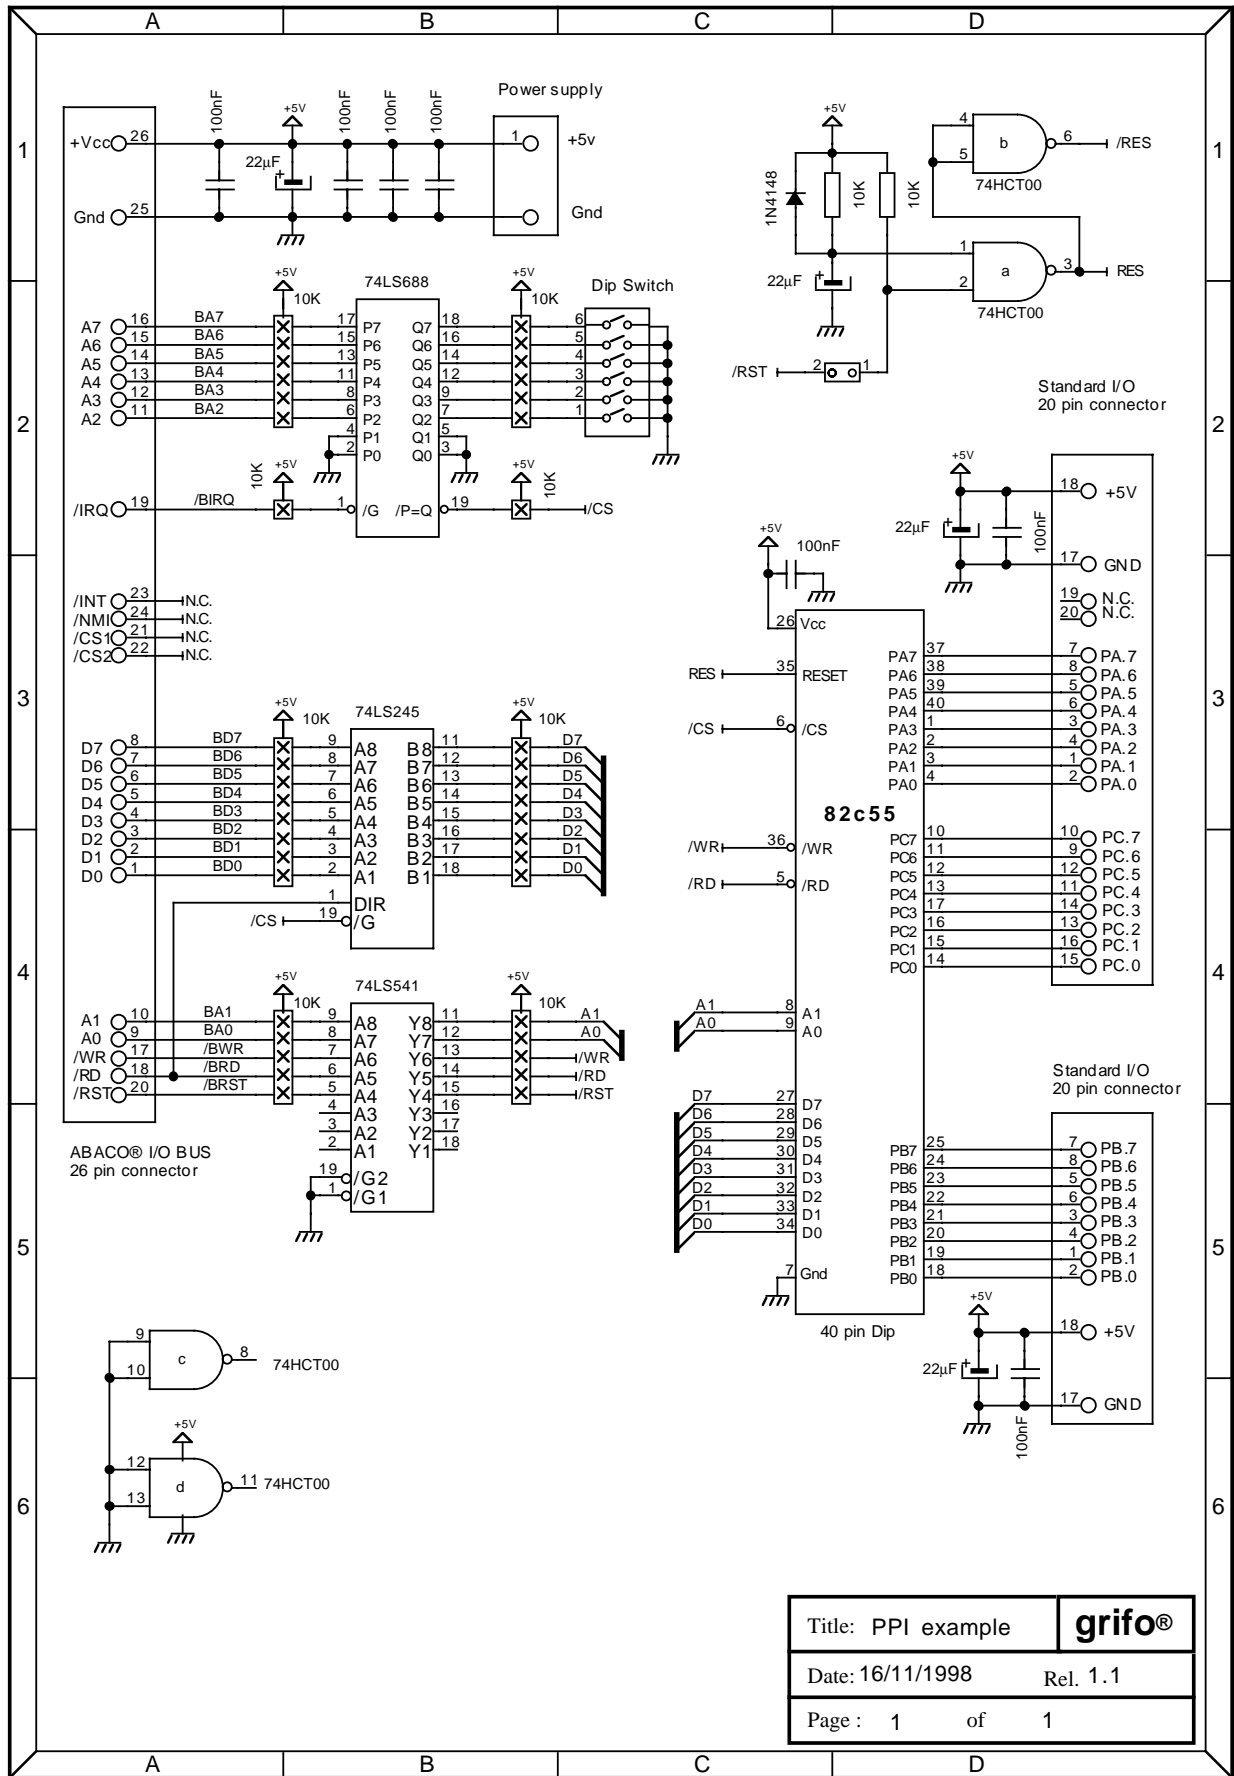 A B C D
1
2
3
4
5
6
1
2
3
4
5
6
Power supply
100nF
+5V
100nF
100nF
100nF
+Vcc 26
22µF
1 +5v
Gnd 25
Gnd
+5V
1N4148
10K
10K
22µF
4
5
b
6 /RES
74HCT00
1
2
a
3 RES
74HCT00
/RST 2 1
+5V
10K
74LS688
+5V
10K
Dip Switch
A7 16 BA7 17 P7 Q7 18 6
A6 15 BA6 15 P6 Q6 16 5
A5 14 BA5 13 P5 Q5 14 4
A4 13 BA4 11 P4 Q4 12 3
A3 12 BA3 8 P3 Q3 9 2
A2 11 BA2 6 P2 Q2 7 1
4 P1 Q1 5
2 P0 Q0 3
10K
+5V
+5V
10K
/IRQ 19 /BIRQ 1 /G /P=Q 19 /CS
Standard I/O
20 pin connector
+5V
22µF
100nF
18 +5V
17 GND
19 N.C.
20 N.C.
/INT 23 N.C.
/NMI 24 N.C.
/CS1 21 N.C.
/CS2 22 N.C.
+5V
100nF
26 Vcc
RES 35 RESET
/CS 6 /CS
82c55
/WR 36 /WR
/RD 5 /RD
PA7 37 7 PA.7
PA6 38 8 PA.6
PA5 39 5 PA.5
PA4 40 6 PA.4
PA3 1 3 PA.3
PA2 2 4 PA.2
PA1 3 1 PA.1
PA0 4 2 PA.0
PC7 10 10 PC.7
PC6 11 9 PC.6
PC5 12 12 PC.5
PC4 13 11 PC.4
PC3 17 14 PC.3
PC2 16 13 PC.2
PC1 15 16 PC.1
PC0 14 15 PC.0
+5V
10K
74LS245
+5V
10K
D7 8 BD7 9 A8 B8 11 D7
D6 7 BD6 8 A7 B7 12 D6
D5 6 BD5 7 A6 B6 13 D5
D4 5 BD4 6 A5 B5 14 D4
D3 4 BD3 5 A4 B4 15 D3
D2 3 BD2 4 A3 B3 16 D2
D1 2 BD1 3 A2 B2 17 D1
D0 1 BD0 2 A1 B1 18 D0
1 DIR
/CS 19 /G
+5V
10K
74LS541
+5V
10K
A1 10 BA1 9 A8 Y8 11 A1
A0 9 BA0 8 A7 Y7 12 A0
/WR 17 /BWR 7 A6 Y6 13 /WR
/RD 18 /BRD 6 A5 Y5 14 /RD
/RST 20 /BRST 5 A4 Y4 15 /RST
4 A3 Y3 16
3 A2 Y2 17
2 A1 Y1 18
19 /G2
1 /G1
ABACO® I/O BUS
26 pin connector
A1 8 A1
A0 9 A0
D7 27 D7
D6 28 D6
D5 29 D5
D4 30 D4
D3 31 D3
D2 32 D2
D1 33 D1
D0 34 D0
7 Gnd
40 pin Dip
Standard I/O
20 pin connector
PB7 25 7 PB.7
PB6 24 8 PB.6
PB5 23 5 PB.5
PB4 22 6 PB.4
PB3 21 3 PB.3
PB2 20 4 PB.2
PB1 19 1 PB.1
PB0 18 2 PB.0
+5V
22µF
100nF
18 +5V
17 GND
9
10
c
8 74HCT00
+5V
12
13
d
11 74HCT00
Title: PPI example grifo®
Date: 16/11/1998 Rel. 1.1
Page : 1 of 1
A B C D